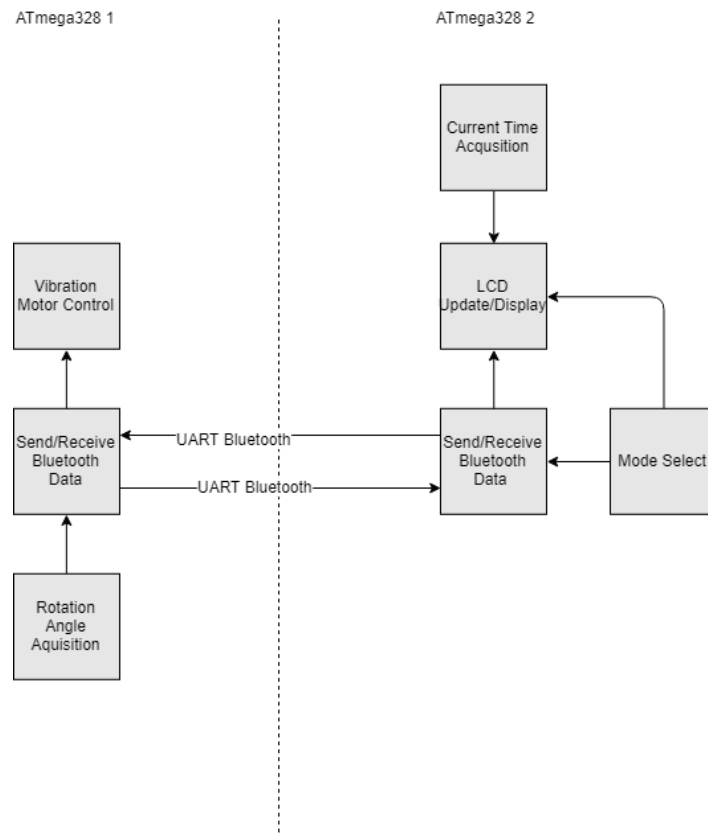 ATmega328 1
ATmega328 2
Current Time
Acqusition
Vibration
Motor Control
LCD
Update/Display
Send/Receive
Bluetooth
Data
UART Bluetooth
UART Bluetooth
Send/Receive
Bluetooth
Data
Mode Select
Rotation
Angle
Aquisition